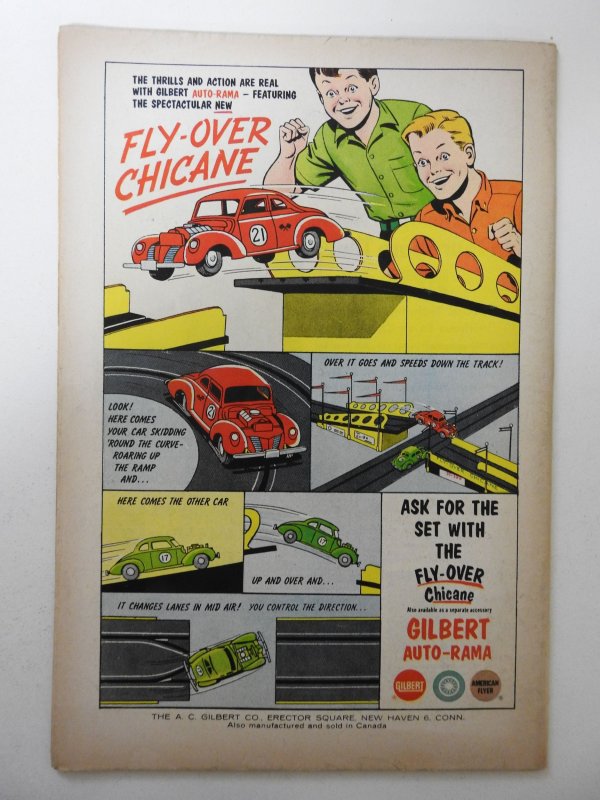 THE THRILLS AND ACTION ARE REAL
WITH GILBERT AUTO-RAMA – FEATURING
THE SPECTACULAR NEW
FLY-OVER
CHICANE
21
LOOK!
HERE COMES
YOUR CAR SKIDDING
'ROUND THE CURVE-
ROARING UP
THE RAMP
AND...
21
OVER IT GOES AND SPEEDS DOWN THE TRACK!
HERE COMES THE OTHER CAR
17
UP AND OVER AND...
17
IT CHANGES LANES IN MID AIR! YOU CONTROL THE DIRECTION...
ASK FOR THE
SET WITH
THE
FLY-OVER
Chicane
Also available as a separate accessory
GILBERT
AUTO-RAMA
GILBERT
AMERICAN
FLYER
THE A. C. GILBERT CO., ERECTOR SQUARE, NEW HAVEN 6, CONN.
Also manufactured and sold in Canada